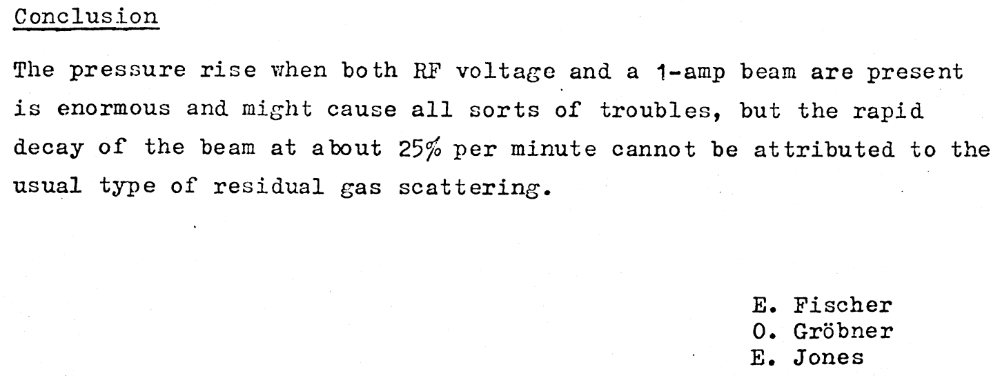 Conclusion
The pressure rise when both RF voltage and a 1-amp beam are present
is enormous and might cause all sorts of troubles, but the rapid
decay of the beam at about 25% per minute cannot be attributed to the
usual type of residual gas scattering.
E. Fischer
O. Gröbner
E. Jones